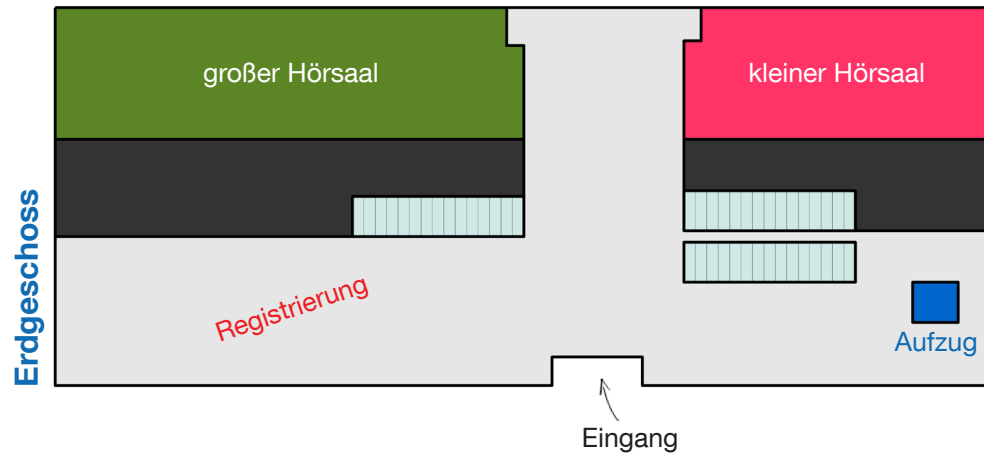 großer Hörsaal
kleiner Hörsaal
Erdgeschoss
Registrierung
Aufzug
Eingang